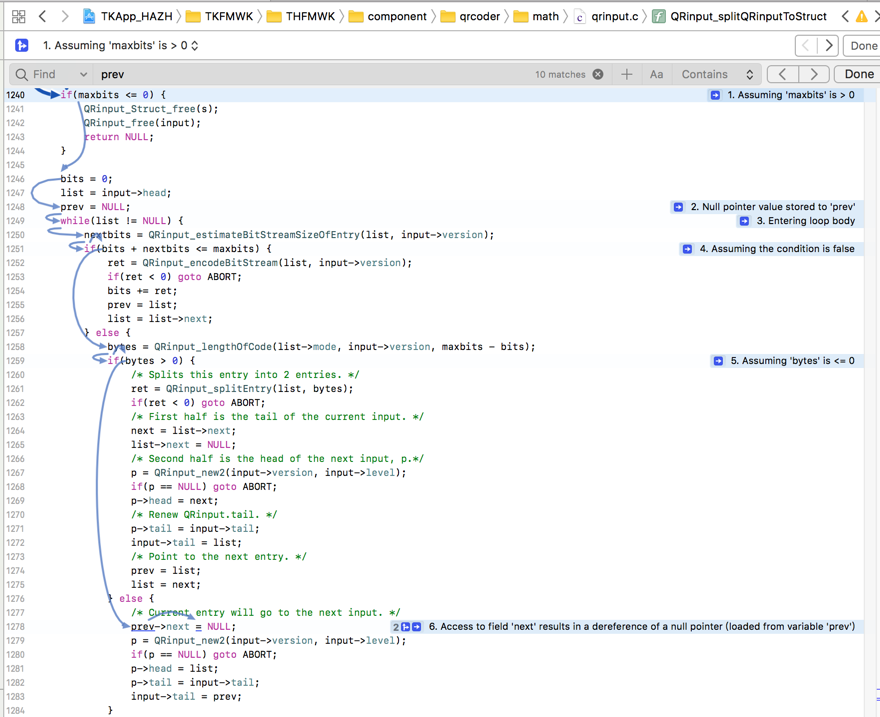 TKApp_HAZH TKFMWK THFMWK component qrcoder math qrinput.c QRinput_splitQRinputToStruct
1. Assuming 'maxbits' is > 0 Done
Find prev 10 matches Aa Contains Done
1240 if(maxbits <= 0) { 1. Assuming 'maxbits' is > 0
1241 QRinput_Struct_free(s);
1242 QRinput_free(input);
1243 return NULL;
1244 }
1245
1246 bits = 0;
1247 list = input->head;
1248 prev = NULL; 2. Null pointer value stored to 'prev'
1249 while(list != NULL) { 3. Entering loop body
1250 nextbits = QRinput_estimateBitStreamSizeOfEntry(list, input->version);
1251 if(bits + nextbits <= maxbits) { 4. Assuming the condition is false
1252 ret = QRinput_encodeBitStream(list, input->version);
1253 if(ret < 0) goto ABORT;
1254 bits += ret;
1255 prev = list;
1256 list = list->next;
1257 } else {
1258 bytes = QRinput_lengthOfCode(list->mode, input->version, maxbits - bits);
1259 if(bytes > 0) { 5. Assuming 'bytes' is <= 0
1260 /* Splits this entry into 2 entries. */
1261 ret = QRinput_splitEntry(list, bytes);
1262 if(ret < 0) goto ABORT;
1263 /* First half is the tail of the current input. */
1264 next = list->next;
1265 list->next = NULL;
1266 /* Second half is the head of the next input, p.*/
1267 p = QRinput_new2(input->version, input->level);
1268 if(p == NULL) goto ABORT;
1269 p->head = next;
1270 /* Renew QRinput.tail. */
1271 p->tail = input->tail;
1272 input->tail = list;
1273 /* Point to the next entry. */
1274 prev = list;
1275 list = next;
1276 } else {
1277 /* Current entry will go to the next input. */
1278 prev->next = NULL; 2 6. Access to field 'next' results in a dereference of a null pointer (loaded from variable 'prev')
1279 p = QRinput_new2(input->version, input->level);
1280 if(p == NULL) goto ABORT;
1281 p->head = list;
1282 p->tail = input->tail;
1283 input->tail = prev;
1284 }